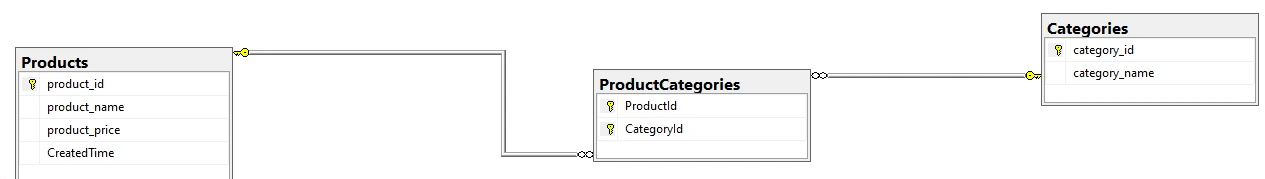 Products
product_id
product_name
product_price
CreatedTime
ProductCategories
ProductId
CategoryId
Categories
category_id
category_name